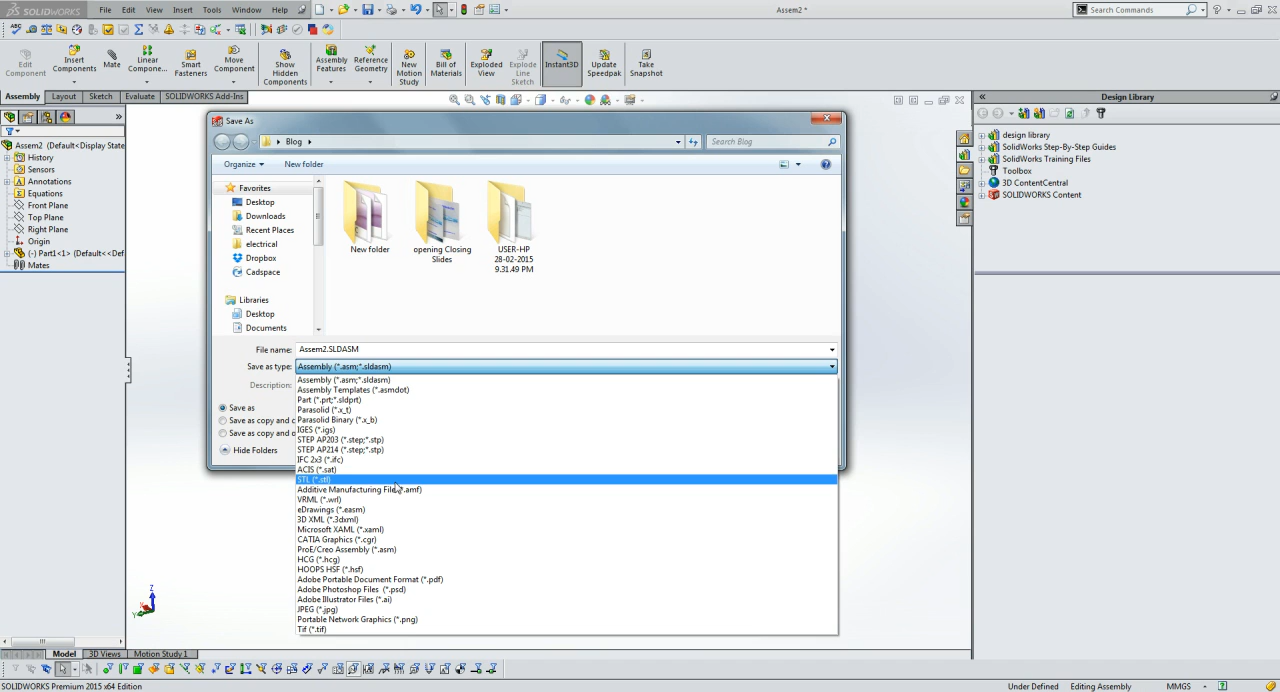 SOLIDWORKS
File Edit View Insert Tools Window Help
Assem2 *
Search Commands
Edit Component
Insert Components
Mate
Linear Compone...
Smart Fasteners
Move Component
Show Hidden Components
Assembly Features
Reference Geometry
New Motion Study
Bill of Materials
Exploded View
Explode Line Sketch
Instant3D
Update Speedpak
Take Snapshot
Assembly Layout Sketch Evaluate SOLIDWORKS Add-Ins
Assem2 (Default<Display State
History
Sensors
Annotations
Equations
Front Plane
Top Plane
Right Plane
Origin
(-) Part1<1> (Default<<Def
Mates
Save As
Blog
Search Blog
Organize New folder
Favorites
Desktop
Downloads
Recent Places
electrical
Dropbox
Cadspace
Libraries
Desktop
Documents
New folder
opening Closing Slides
USER-HP
28-02-2015
9.31.49 PM
File name: Assem2.SLDASM
Save as type: Assembly (*.asm;*.sldasm)
Description:
Save as
Save as copy and c
Save as copy and o
Hide Folders
Assembly (*.asm;*.sldasm)
Assembly Templates (*.asmdot)
Part (*.prt;*.sldprt)
Parasolid (*.x_t)
Parasolid Binary (*.x_b)
IGES (*.igs)
STEP AP203 (*.step;*.stp)
STEP AP214 (*.step;*.stp)
IFC 2x3 (*.ifc)
ACIS (*.sat)
STL (*.stl)
Additive Manufacturing File (*.amf)
VRML (*.wrl)
eDrawings (*.easm)
3D XML (*.3dxml)
Microsoft XAML (*.xaml)
CATIA Graphics (*.cgr)
ProE/Creo Assembly (*.asm)
HCG (*.hcg)
HOOPS HSF (*.hsf)
Adobe Portable Document Format (*.pdf)
Adobe Photoshop Files (*.psd)
Adobe Illustrator Files (*.ai)
JPEG (*.jpg)
Portable Network Graphics (*.png)
Tif (*.tif)
Design Library
design library
SolidWorks Step-By-Step Guides
SolidWorks Training Files
Toolbox
3D ContentCentral
SOLIDWORKS Content
Z
Y
Model 3D Views Motion Study 1
SOLIDWORKS Premium 2015 x64 Edition
Under Defined Editing Assembly MMGS